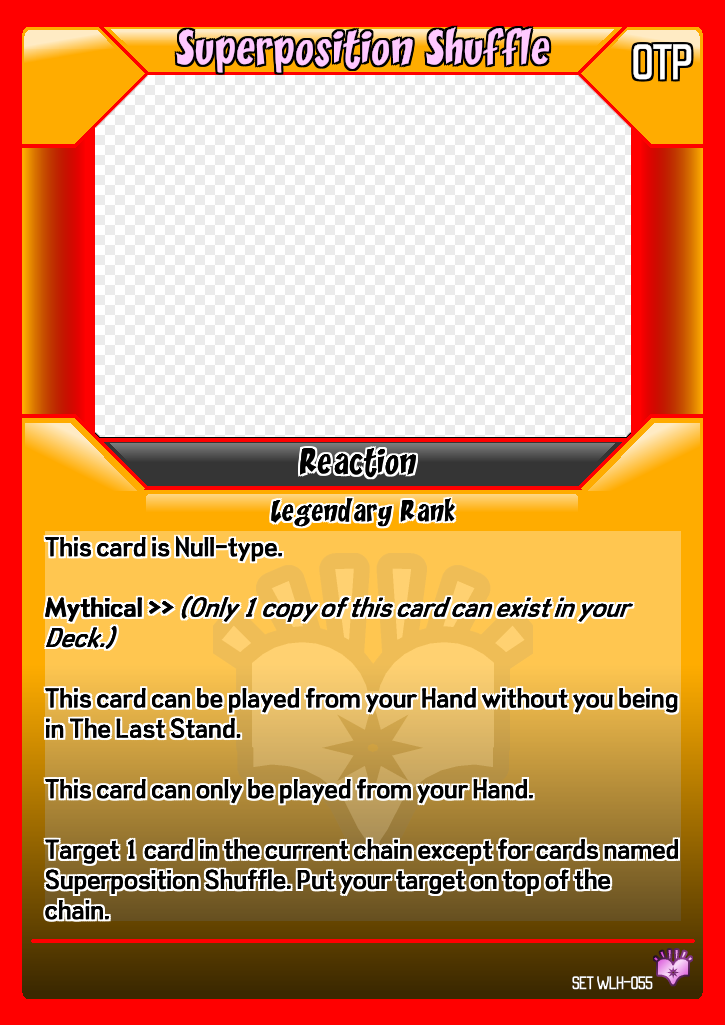 Superposition Shuffle
OTP
Reaction
Legendary Rank
This card is Null-type.
Mythical >> (Only 1 copy of this card can exist in your
Deck.)
This card can be played from your Hand without you being
in The Last Stand.
This card can only be played from your Hand.
Target 1 card in the current chain except for cards named
Superposition Shuffle. Put your target on top of the
chain.
SET WLH-055